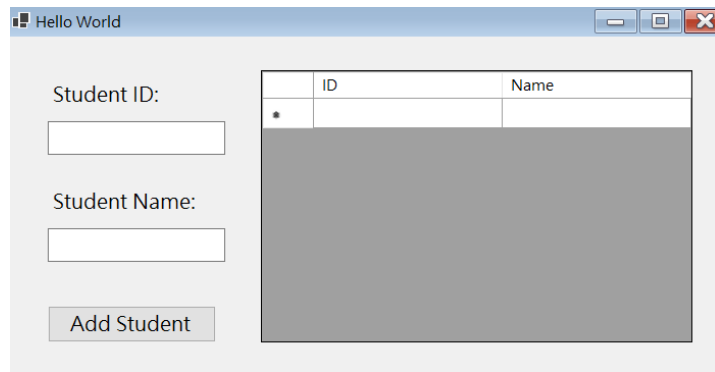 Hello World
Student ID:
ID Name
Student Name:
Add Student